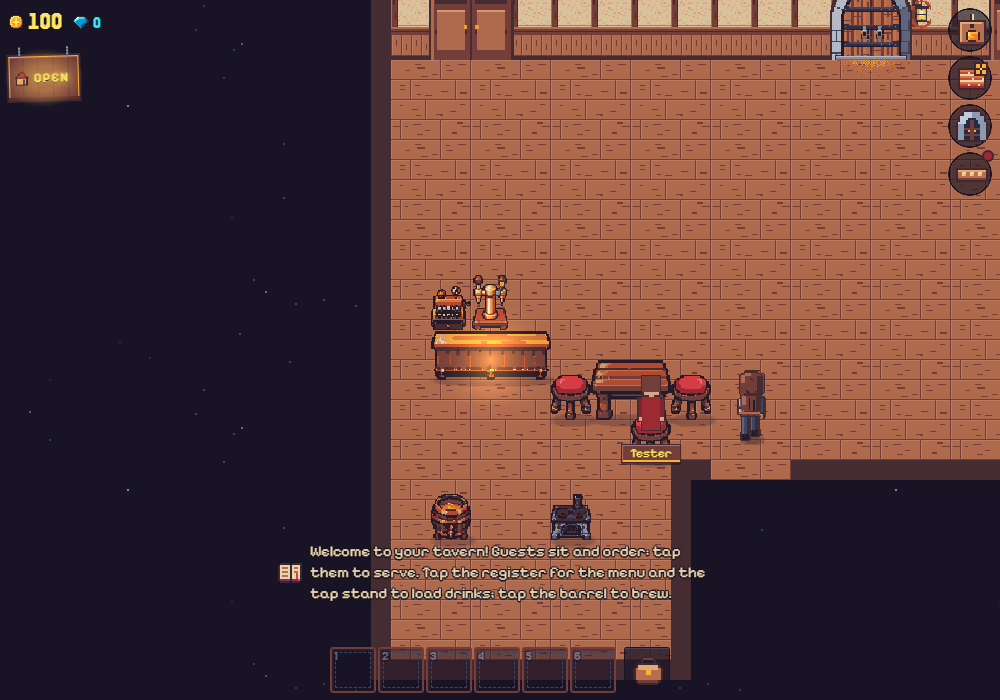 100
0
OPEN
Tester
Welcome to your tavern! Guests sit and order: tap
them to serve. Tap the register for the menu and the
tap stand to load drinks; tap the barrel to brew.
1 2 3 4 5 6